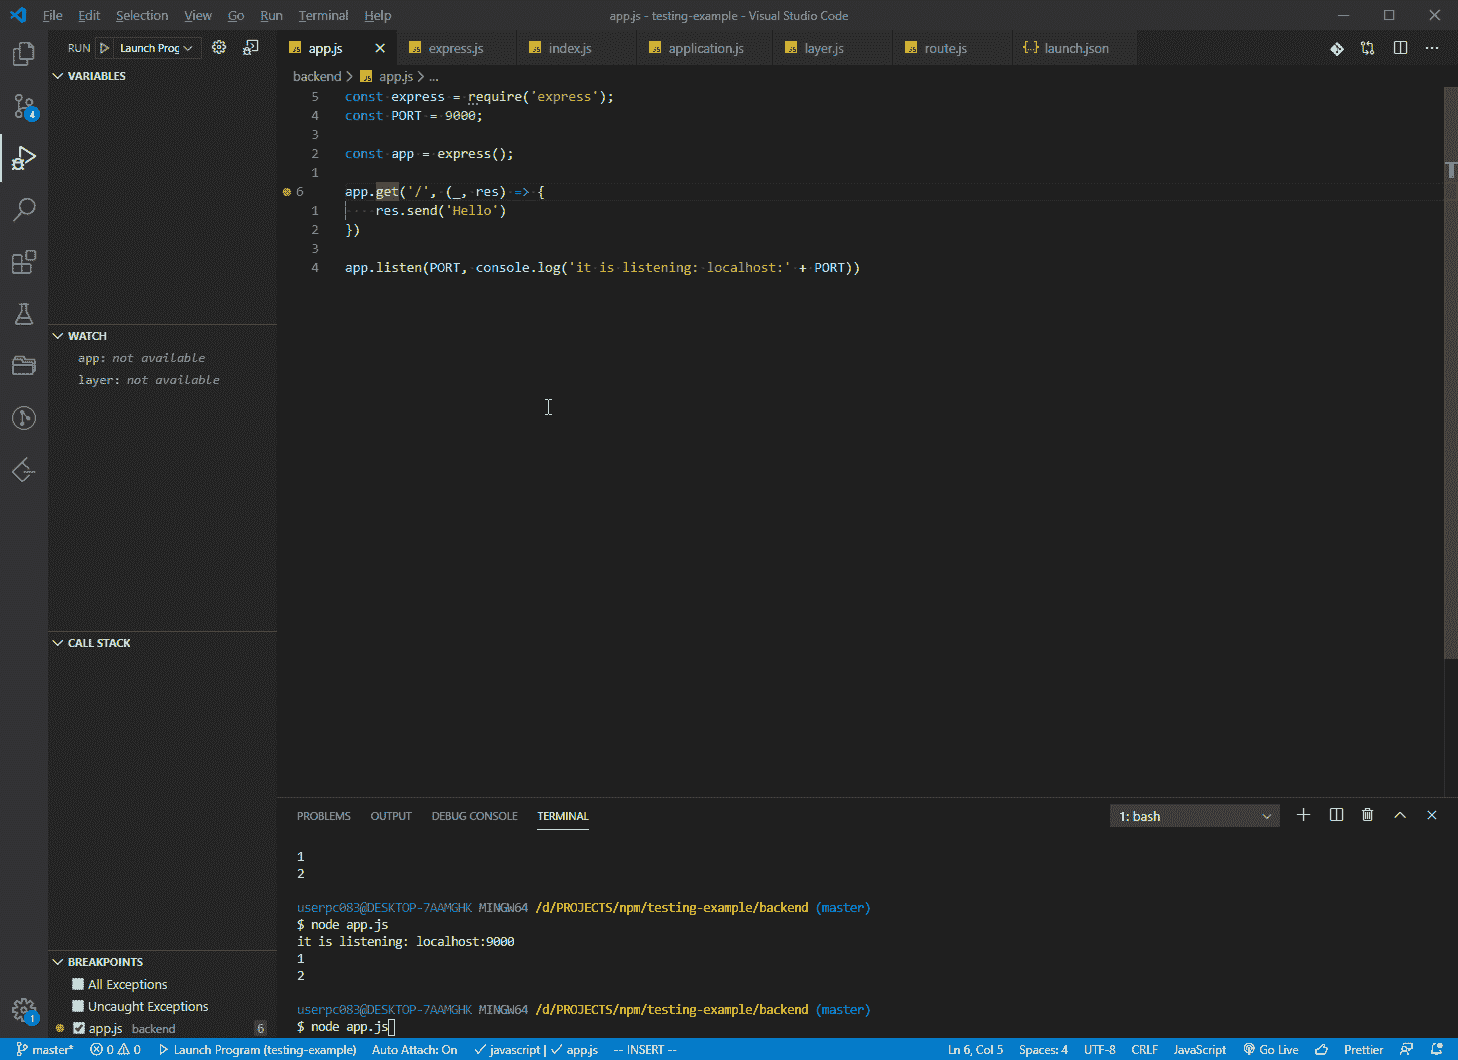 File Edit Selection View Go Run Terminal Help
app.js - testing-example - Visual Studio Code
RUN Launch Prog
app.js express.js index.js application.js layer.js route.js launch.json
backend > app.js > ...
VARIABLES
WATCH
app: not available
layer: not available
CALL STACK
BREAKPOINTS
All Exceptions
Uncaught Exceptions
app.js backend 6
4
1
5 const express = require('express');
4 const PORT = 9000;
3
2 const app = express();
1
6 app.get('/', (_, res) => {
1 res.send('Hello')
2 })
3
4 app.listen(PORT, console.log('it is listening: localhost:' + PORT))
PROBLEMS OUTPUT DEBUG CONSOLE TERMINAL
1: bash
1
2
userpc083@DESKTOP-7AAMGHK MINGW64 /d/PROJECTS/npm/testing-example/backend (master)
$ node app.js
it is listening: localhost:9000
1
2
userpc083@DESKTOP-7AAMGHK MINGW64 /d/PROJECTS/npm/testing-example/backend (master)
$ node app.js
master* 0 0 Launch Program (testing-example) Auto Attach: On javascript | app.js -- INSERT -- Ln 6, Col 5 Spaces: 4 UTF-8 CRLF JavaScript Go Live Prettier